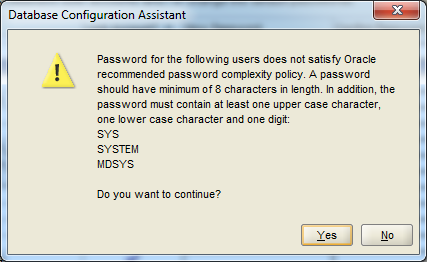 Database Configuration Assistant
Password for the following users does not satisfy Oracle
recommended password complexity policy. A password
should have minimum of 8 characters in length. In addition, the
password must contain at least one upper case character,
one lower case character and one digit:
SYS
SYSTEM
MDSYS
Do you want to continue?
Yes No